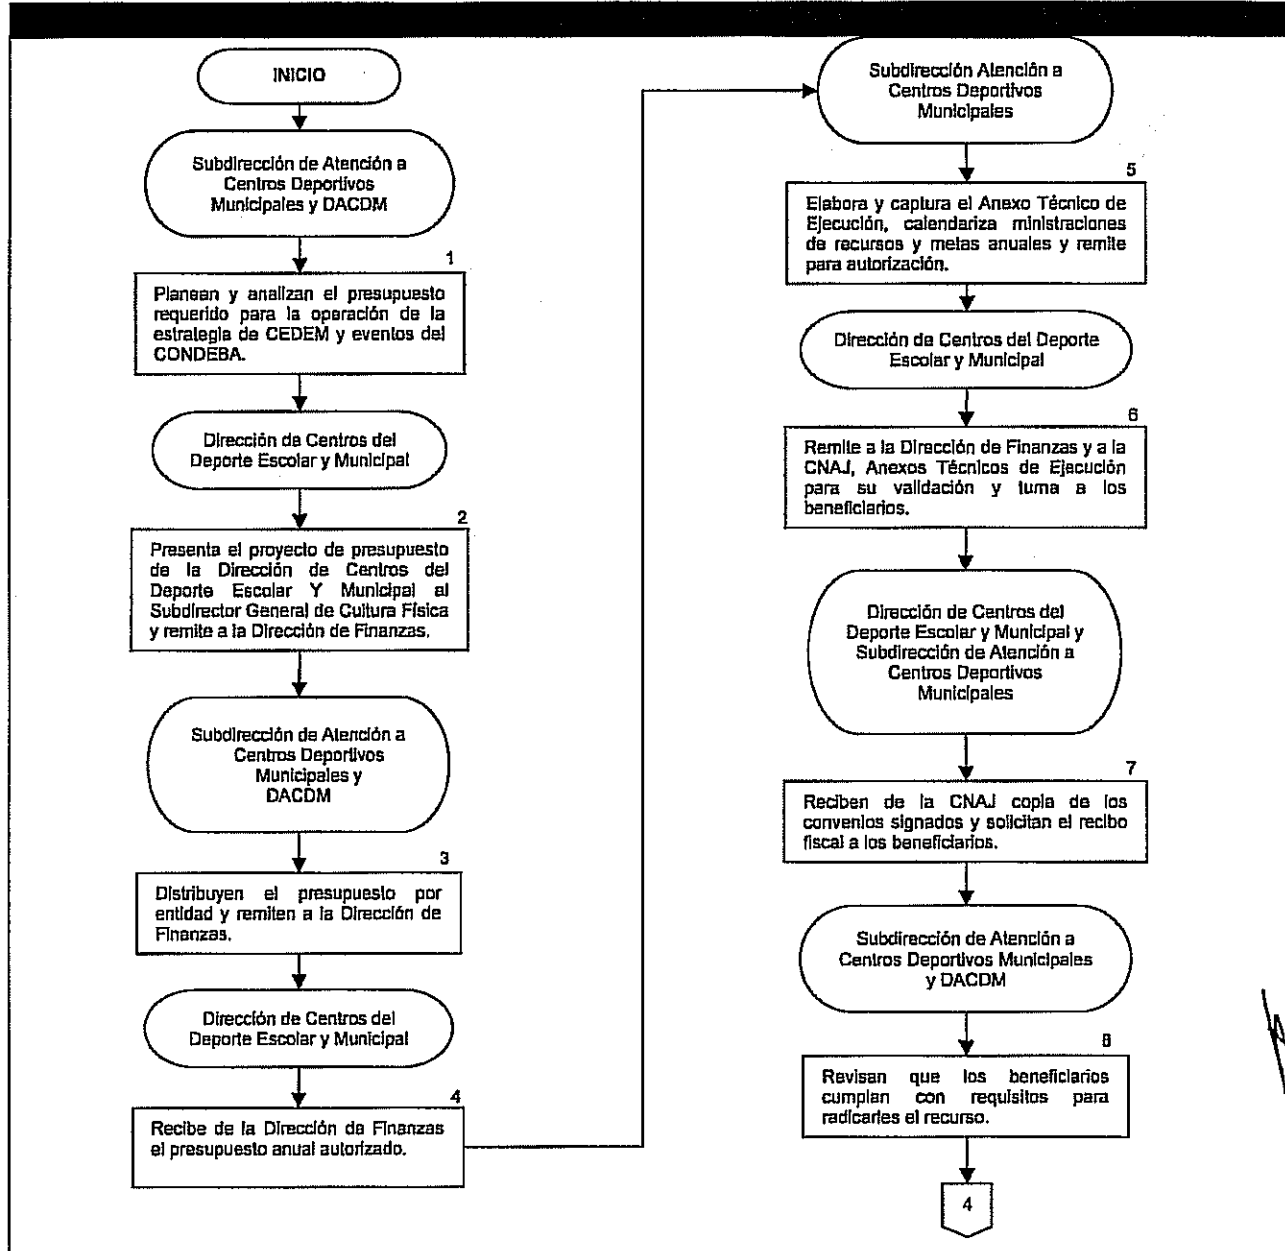 INICIO
Subdirección de Atención a
Centros Deportivos
Municipales y DACDM
1
Planean y analizan el presupuesto
requerido para la operación de la
estrategia de CEDEM y eventos del
CONDEBA.
Dirección de Centros del
Deporte Escolar y Municipal
2
Presenta el proyecto de presupuesto
de la Dirección de Centros del
Deporte Escolar Y Municipal al
Subdirector General de Cultura Física
y remite a la Dirección de Finanzas.
Subdirección de Atención a
Centros Deportivos
Municipales y
DACDM
3
Distribuyen el presupuesto por
entidad y remiten a la Dirección de
Finanzas.
Dirección de Centros del
Deporte Escolar y Municipal
4
Recibe de la Dirección de Finanzas
el presupuesto anual autorizado.
Subdirección Atención a
Centros Deportivos
Municipales
5
Elabora y captura el Anexo Técnico de
Ejecución, calendariza ministraciones
de recursos y metas anuales y remite
para autorización.
Dirección de Centros del Deporte
Escolar y Municipal
6
Remite a la Dirección de Finanzas y a la
CNAJ, Anexos Técnicos de Ejecución
para su validación y turna a los
beneficiarios.
Dirección de Centros del
Deporte Escolar y Municipal y
Subdirección de Atención a
Centros Deportivos
Municipales
7
Reciben de la CNAJ copia de los
convenios signados y solicitan el recibo
fiscal a los beneficiarios.
Subdirección de Atención a
Centros Deportivos Municipales
y DACDM
8
Revisan que los beneficiarios
cumplan con requisitos para
radicarles el recurso.
4